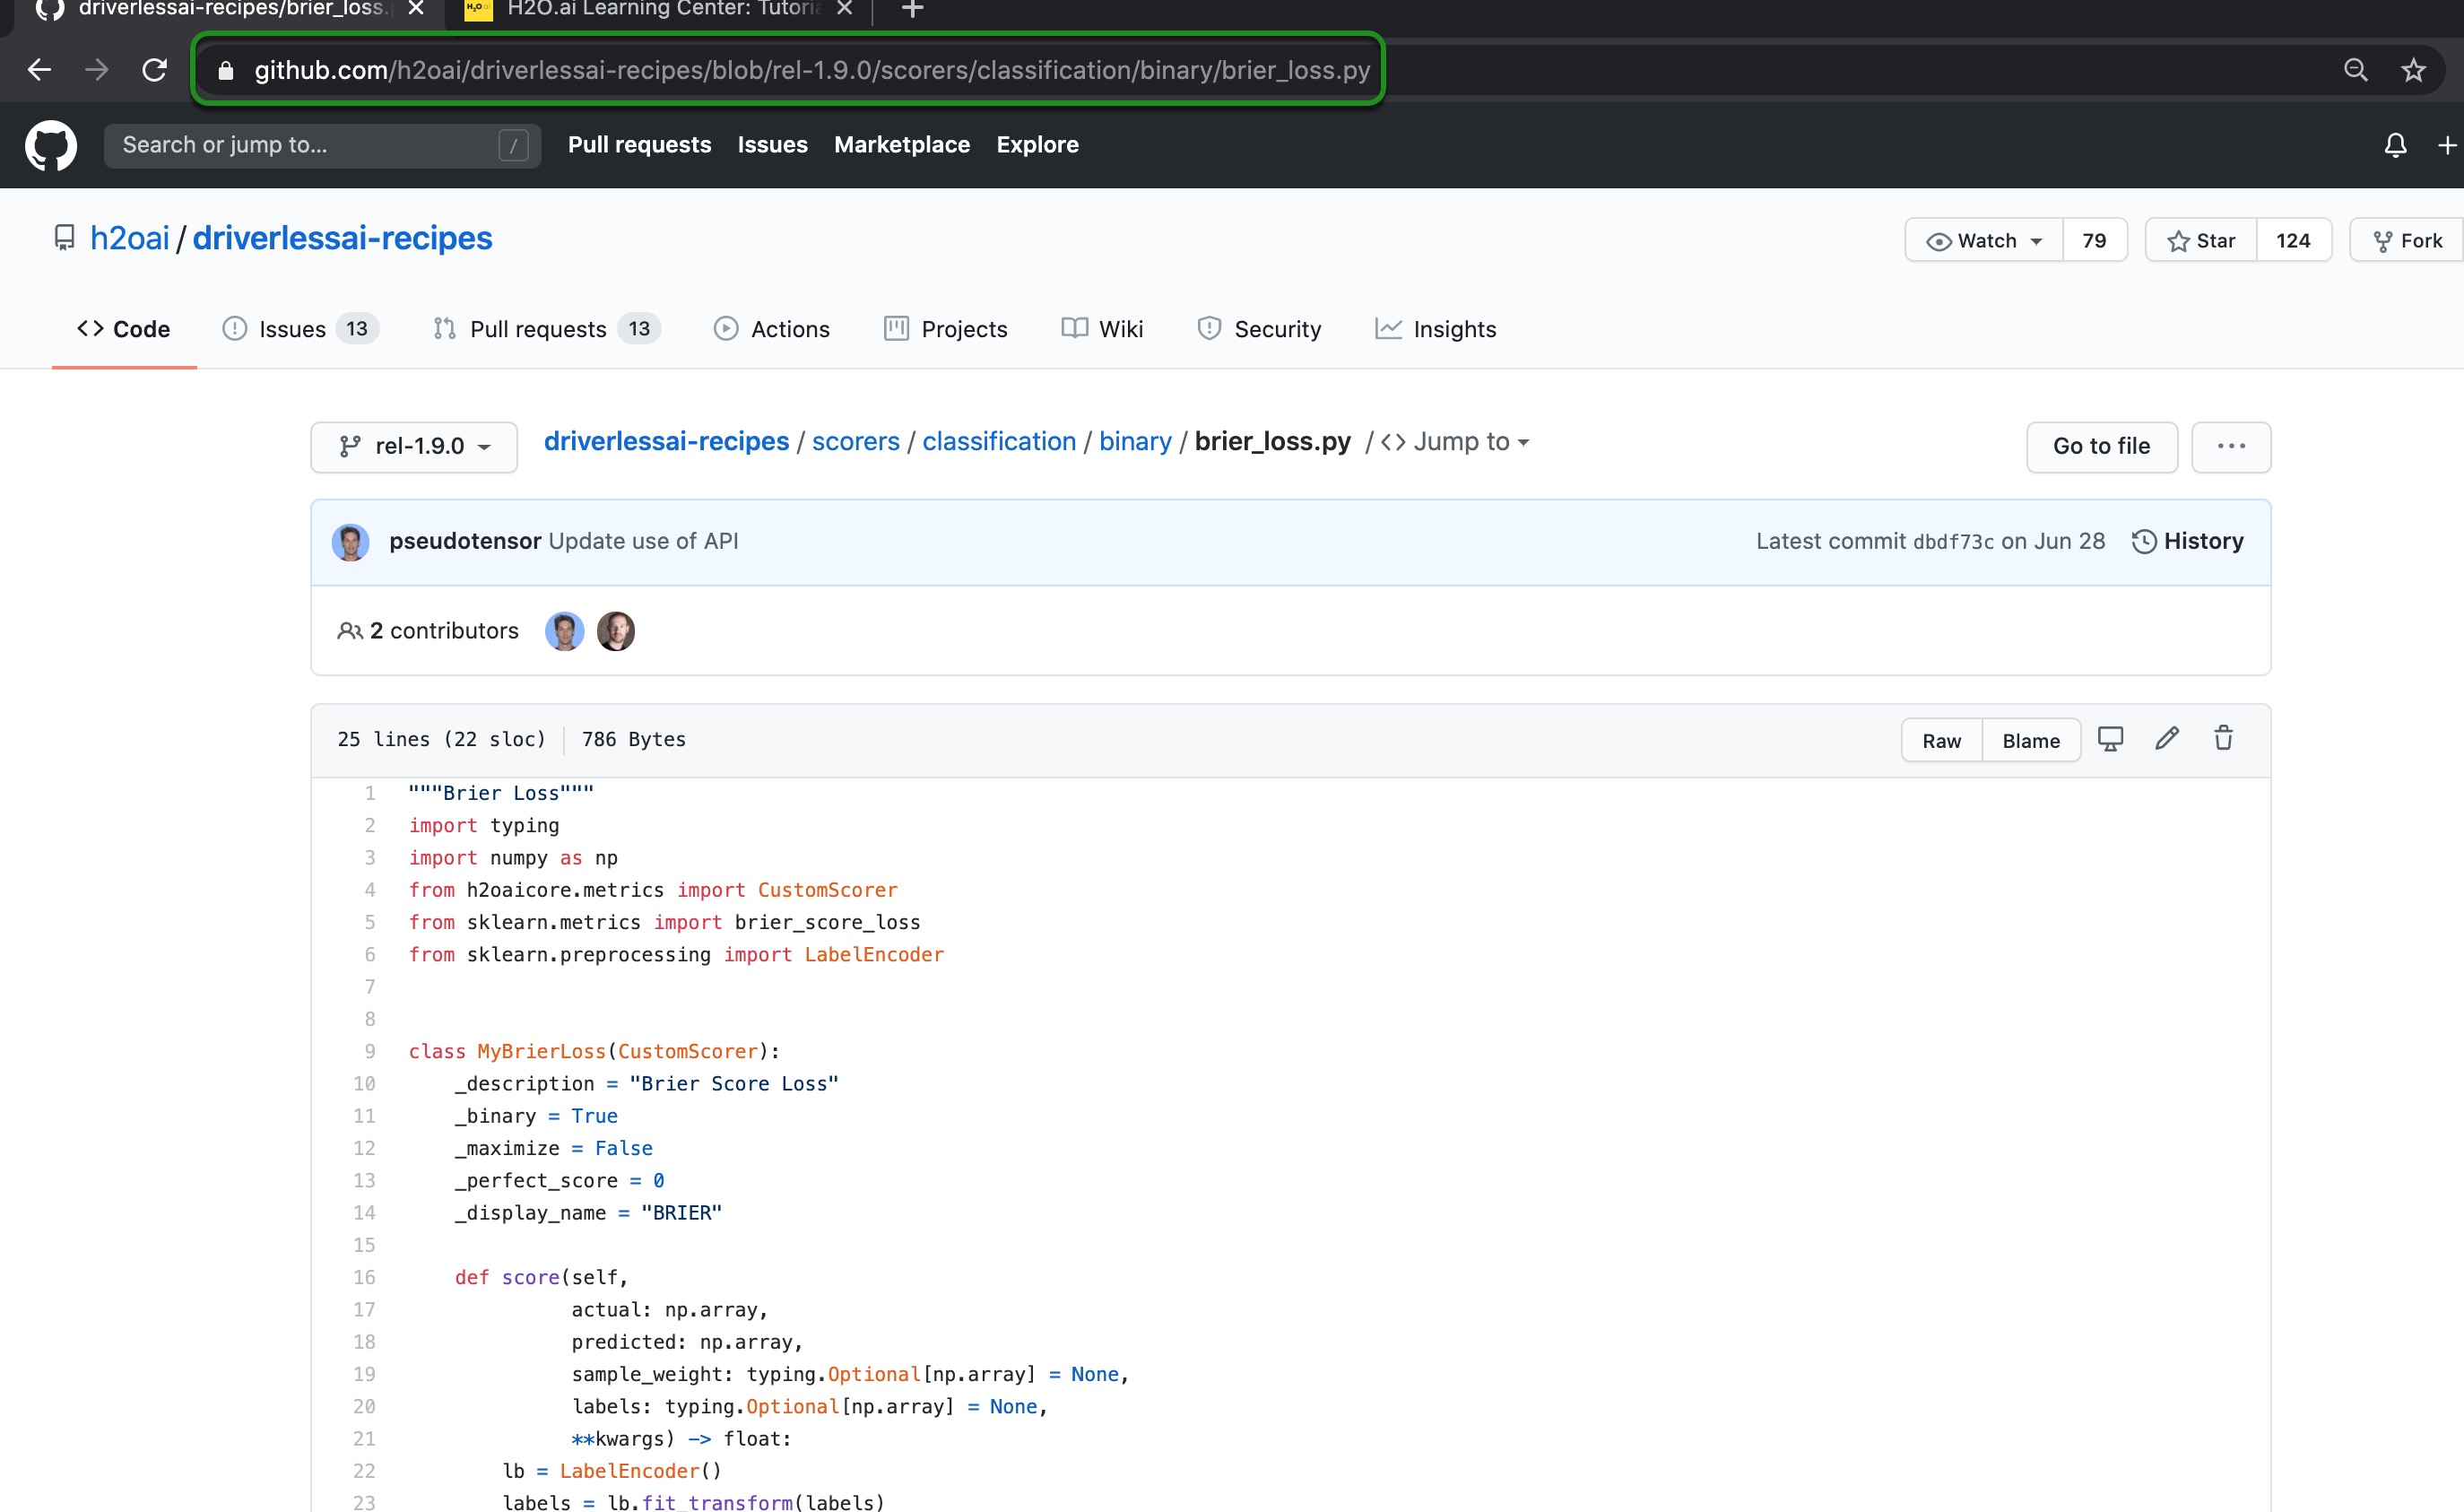 driverlessai-recipes/brier_loss.
H2O.ai Learning Center: Tutoria
github.com/h2oai/driverlessai-recipes/blob/rel-1.9.0/scorers/classification/binary/brier_loss.py
Search or jump to... / Pull requests Issues Marketplace Explore
h2oai / driverlessai-recipes Watch 79 Star 124 Fork
Code Issues 13 Pull requests 13 Actions Projects Wiki Security Insights
rel-1.9.0 driverlessai-recipes / scorers / classification / binary / brier_loss.py / <> Jump to Go to file ...
pseudotensor Update use of API Latest commit dbdf73c on Jun 28 History
2 contributors
25 lines (22 sloc) 786 Bytes Raw Blame
1 """Brier Loss"""
2 import typing
3 import numpy as np
4 from h2oaicore.metrics import CustomScorer
5 from sklearn.metrics import brier_score_loss
6 from sklearn.preprocessing import LabelEncoder
7
8
9 class MyBrierLoss(CustomScorer):
10     _description = "Brier Score Loss"
11     _binary = True
12     _maximize = False
13     _perfect_score = 0
14     _display_name = "BRIER"
15
16     def score(self,
17               actual: np.array,
18               predicted: np.array,
19               sample_weight: typing.Optional[np.array] = None,
20               labels: typing.Optional[np.array] = None,
21               **kwargs) -> float:
22         lb = LabelEncoder()
23         labels = lb.fit_transform(labels)